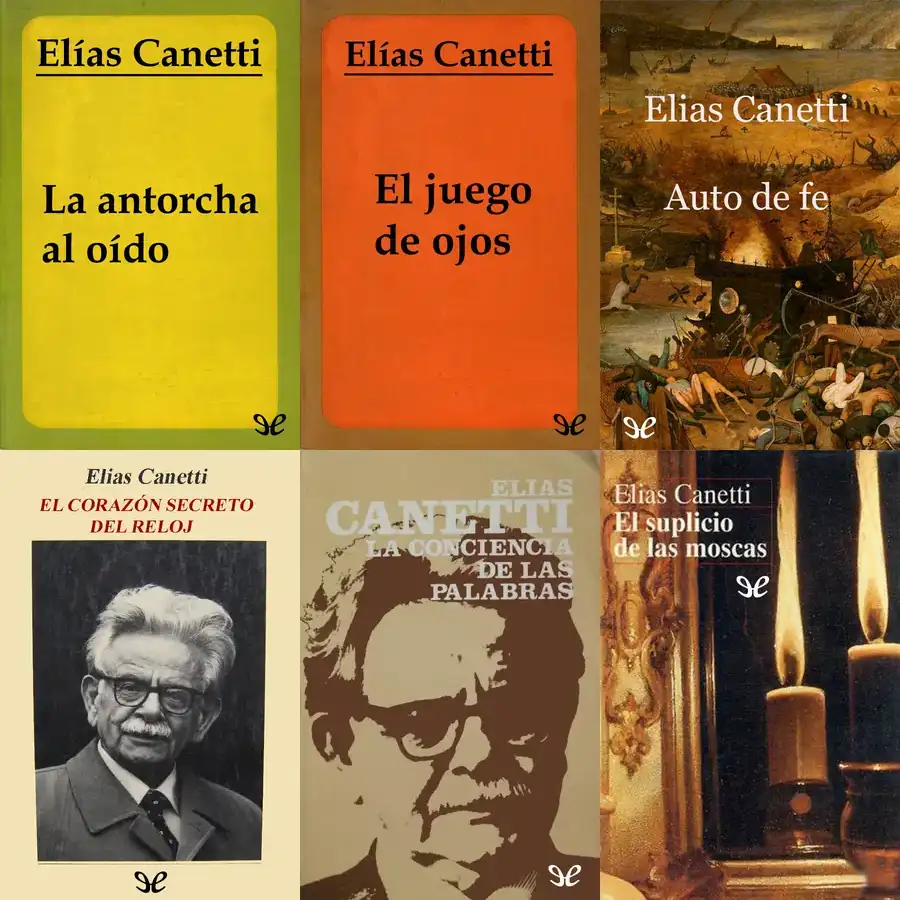 Elías Canetti
La antorcha
al oído
Elías Canetti
El juego
de ojos
Elias Canetti
Auto de fe
Elias Canetti
EL CORAZÓN SECRETO
DEL RELOJ
ELIAS
CANETTI
LA CONCIENCIA
DE LAS
PALABRAS
Elias Canetti
El suplicio
de las moscas